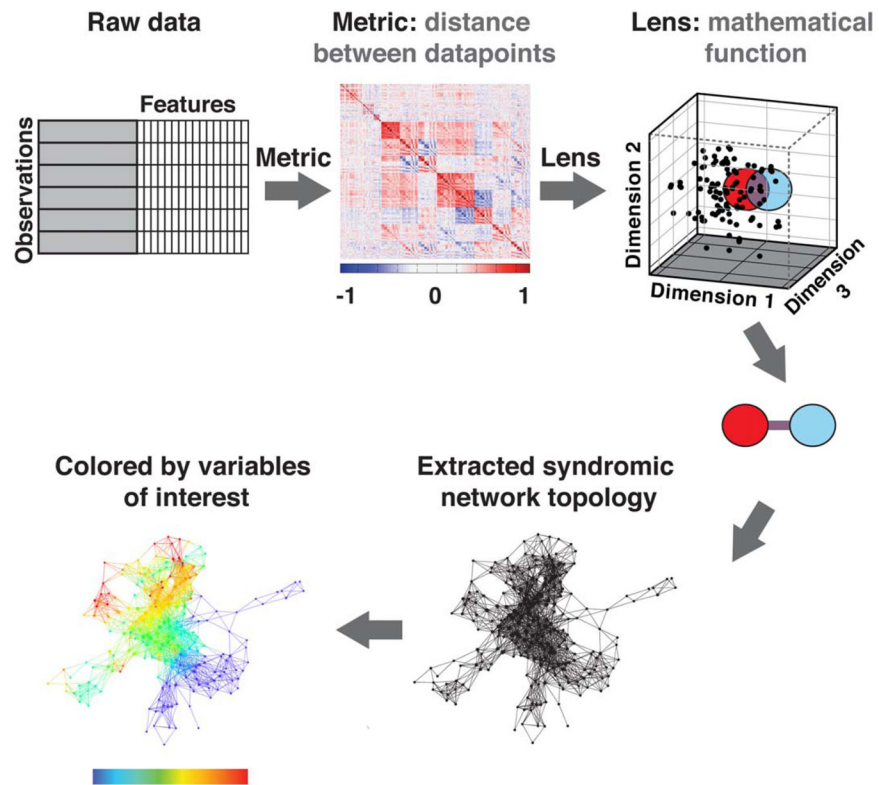 Raw data
Metric: distance
between datapoints
Lens: mathematical
function
Features
Observations
Metric
Lens
-1 0 1
Dimension 2
Dimension 1
Dimension
3
Colored by variables
of interest
Extracted syndromic
network topology